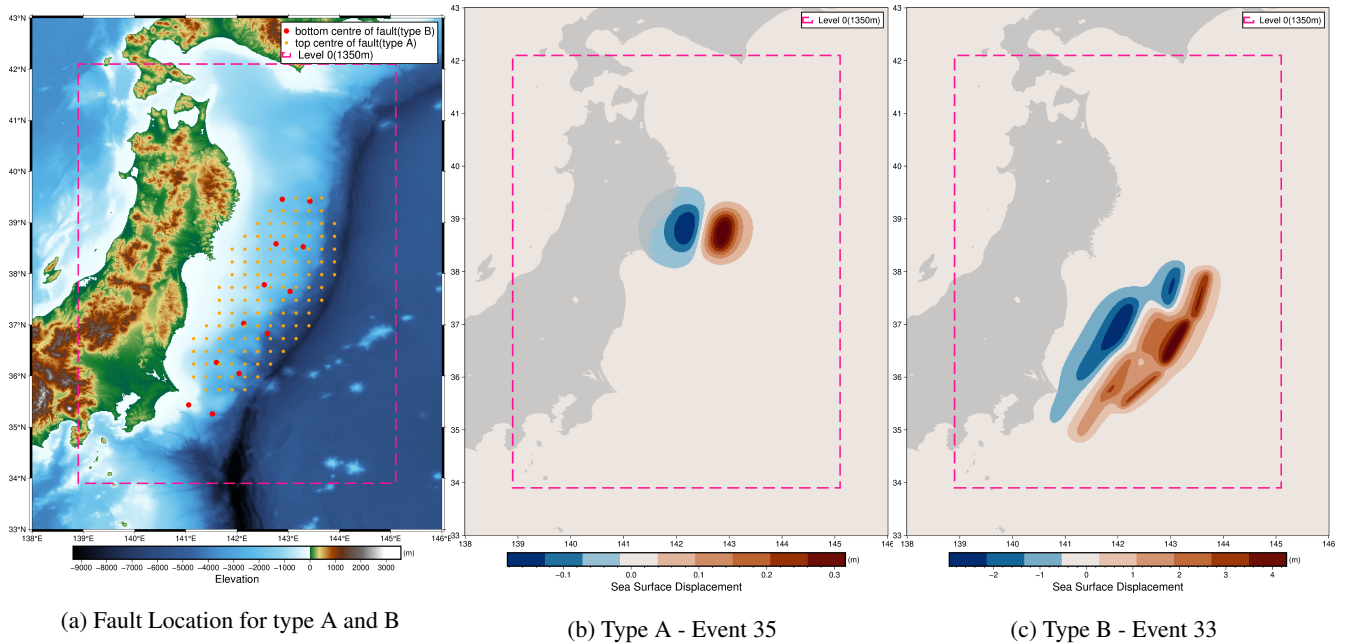 43°N
42°N
41°N
40°N
39°N
38°N
37°N
36°N
35°N
34°N
33°N
138°E 139°E 140°E 141°E 142°E 143°E 144°E 145°E 146°E
bottom centre of fault(type B)
top centre of fault(type A)
Level 0(1350m)
(m)
−9000 −8000 −7000 −6000 −5000 −4000 −3000 −2000 −1000 0 1000 2000 3000
Elevation
(a) Fault Location for type A and B
43
42
41
40
39
38
37
36
35
34
33
138 139 140 141 142 143 144 145 146
Level 0(1350m)
(m)
−0.1 0.0 0.1 0.2 0.3
Sea Surface Displacement
(b) Type A - Event 35
43
42
41
40
39
38
37
36
35
34
33
138 139 140 141 142 143 144 145 146
Level 0(1350m)
(m)
−2 −1 0 1 2 3 4
Sea Surface Displacement
(c) Type B - Event 33